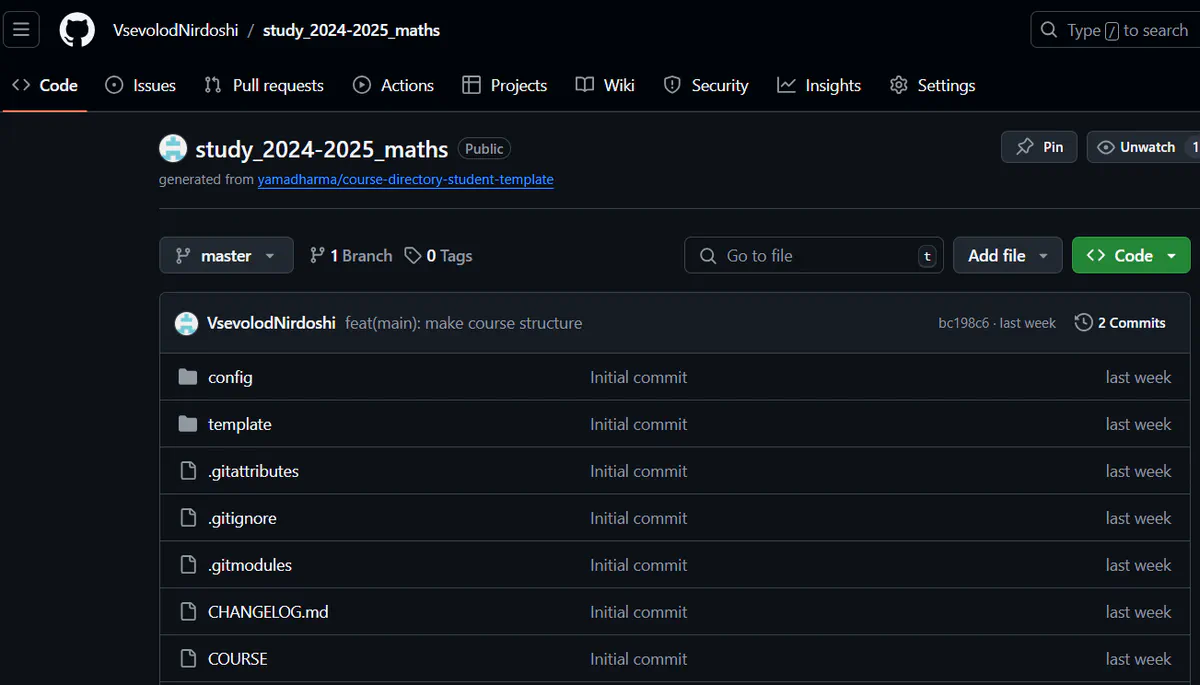 VsevolodNirdoshi / study_2024-2025_maths Type / to search
Code Issues Pull requests Actions Projects Wiki Security Insights Settings
study_2024-2025_maths Public Pin Unwatch 1
generated from yamadharma/course-directory-student-template
master 1 Branch 0 Tags Go to file t Add file Code
VsevolodNirdoshi feat(main): make course structure bc198c6 · last week 2 Commits
config Initial commit last week
template Initial commit last week
.gitattributes Initial commit last week
.gitignore Initial commit last week
.gitmodules Initial commit last week
CHANGELOG.md Initial commit last week
COURSE Initial commit last week